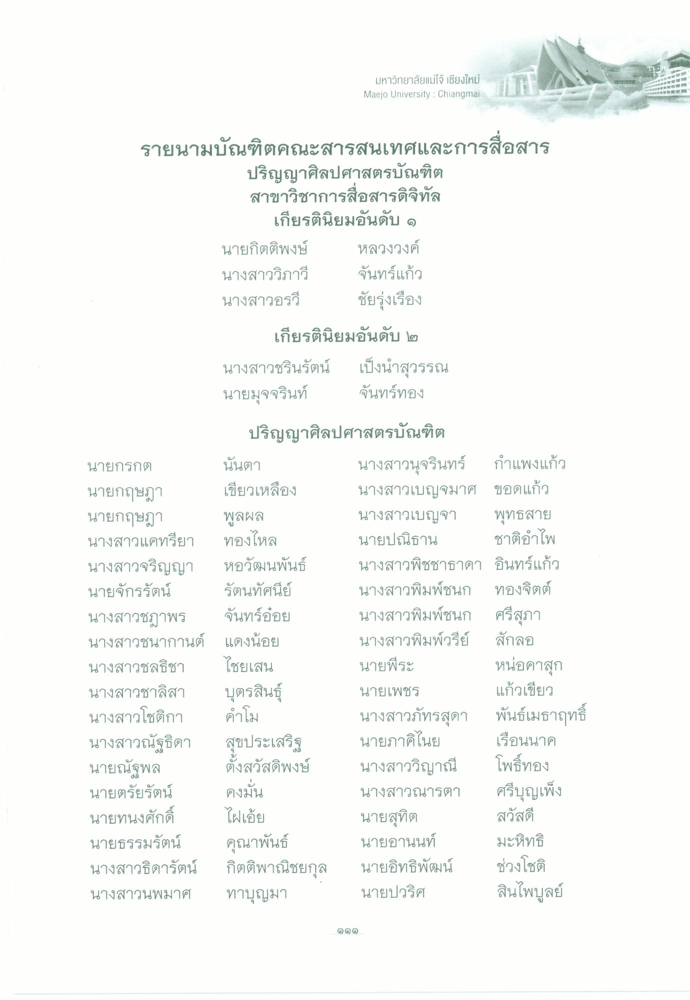 มหาวิทยาลัยแม่โจ้ เชียงใหม่
Maejo University : Chiangmai
รายนามบัณฑิตคณะสารสนเทศและการสื่อสาร
ปริญญาศิลปศาสตรบัณฑิต
สาขาวิชาการสื่อสารดิจิทัล
เกียรตินิยมอันดับ ๑
นายกิตติพงษ์ หลวงวงค์
นางสาววิภาวี จันทร์แก้ว
นางสาวอรวี ชัยรุ่งเรือง
เกียรตินิยมอันดับ ๒
นางสาวชรินรัตน์ เป็งนำสุวรรณ
นายมุจจรินท์ จันทร์ทอง
ปริญญาศิลปศาสตรบัณฑิต
นายกรกต นันตา นางสาวนุจรินทร์ กำแพงแก้ว
นายกฤษฎา เขียวเหลือง นางสาวเบญจมาศ ขอดแก้ว
นายกฤษฎา พูลผล นางสาวเบญจา พุทธสาย
นางสาวแคทรียา ทองไหล นายปณิธาน ชาติอำไพ
นางสาวจริญญา หอวัฒนพันธ์ นางสาวพิชชาธาดา อินทร์แก้ว
นายจักรรัตน์ รัตนทัศนีย์ นางสาวพิมพ์ชนก ทองจิตต์
นางสาวชฎาพร จันทร์อ๋อย นางสาวพิมพ์ชนก ศรีสุภา
นางสาวชนากานต์ แดงน้อย นางสาวพิมพ์วรีย์ สักลอ
นางสาวชลธิชา ไชยเสน นายพีระ หน่อคาสุก
นางสาวชาลิสา บุตรสินธุ์ นายเพชร แก้วเขียว
นางสาวโชติกา คำโม นางสาวภัทรสุดา พันธ์เมธาฤทธิ์
นางสาวณัฐธิดา สุขประเสริฐ นายภาคิไนย เรือนนาค
นายณัฐพล ตั้งสวัสดิพงษ์ นางสาววิญาณี โพธิ์ทอง
นายตรัยรัตน์ คงมั่น นางสาวณารตา ศรีบุญเพ็ง
นายทนงศักดิ์ ไฝเอ้ย นายสุทิต สวัสดี
นายธรรมรัตน์ คุณาพันธ์ นายอานนท์ มะหิทธิ
นางสาวธิดารัตน์ กิตติพาณิชยกุล นายอิทธิพัฒน์ ช่วงโชติ
นางสาวนพมาศ ทาบุญมา นายปวริศ สินไพบูลย์
๑๑๑